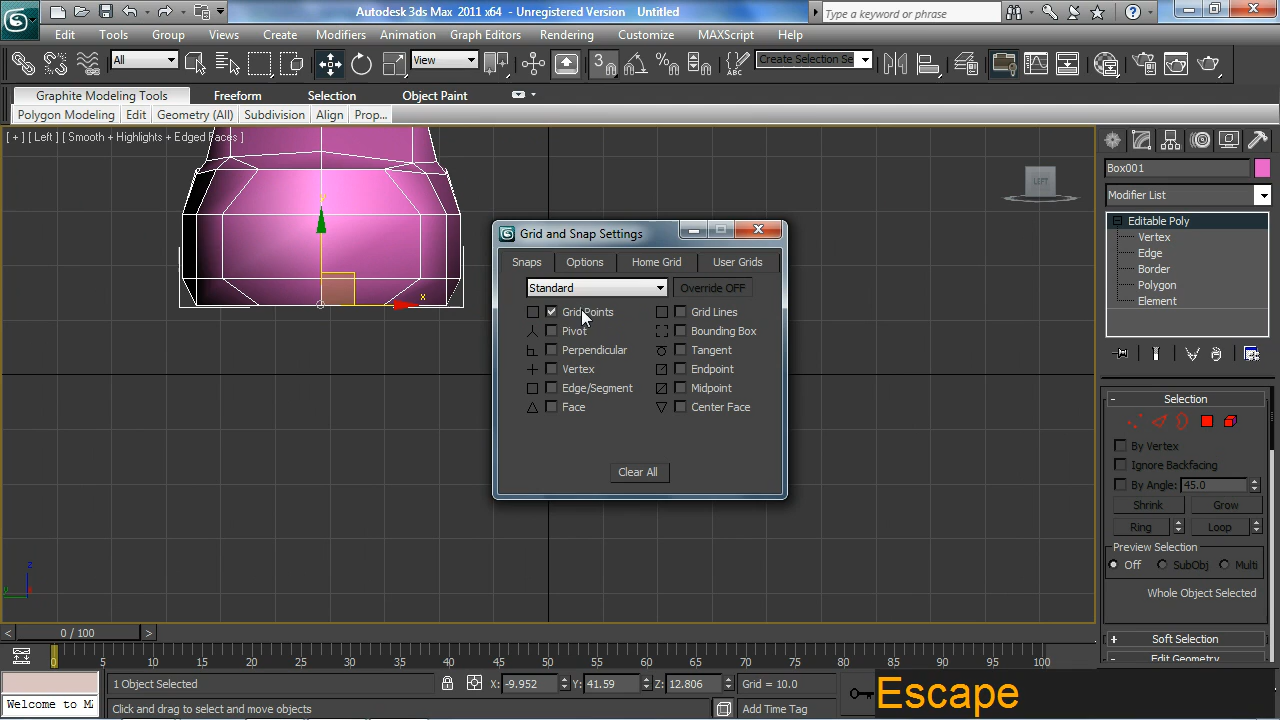 Autodesk 3ds Max 2011 x64 - Unregistered Version Untitled
Type a keyword or phrase
Edit Tools Group Views Create Modifiers Animation Graph Editors Rendering Customize MAXScript Help
All
View
3
Create Selection Se
Graphite Modeling Tools Freeform Selection Object Paint
Polygon Modeling Edit Geometry (All) Subdivision Align Prop...
[ + ] [ Left ] [ Smooth + Highlights + Edged Faces ]
LEFT
y
x
Grid and Snap Settings
Snaps Options Home Grid User Grids
Standard Override OFF
Grid Points Grid Lines
Pivot Bounding Box
Perpendicular Tangent
Vertex Endpoint
Edge/Segment Midpoint
Face Center Face
Clear All
Box001
Modifier List
Editable Poly
Vertex
Edge
Border
Polygon
Element
Selection
By Vertex
Ignore Backfacing
By Angle: 45.0
Shrink Grow
Ring Loop
Preview Selection
Off SubObj Multi
Whole Object Selected
Soft Selection
Edit Geometry
z
y
< 0 / 100 >
0 5 10 15 20 25 30 35 40 45 50 55 60 65 70 75 80 85 90 95 100
1 Object Selected X: -9.952 Y: 41.59 Z: 12.806 Grid = 10.0
Welcome to MA Click and drag to select and move objec Add Time Tag
Escape